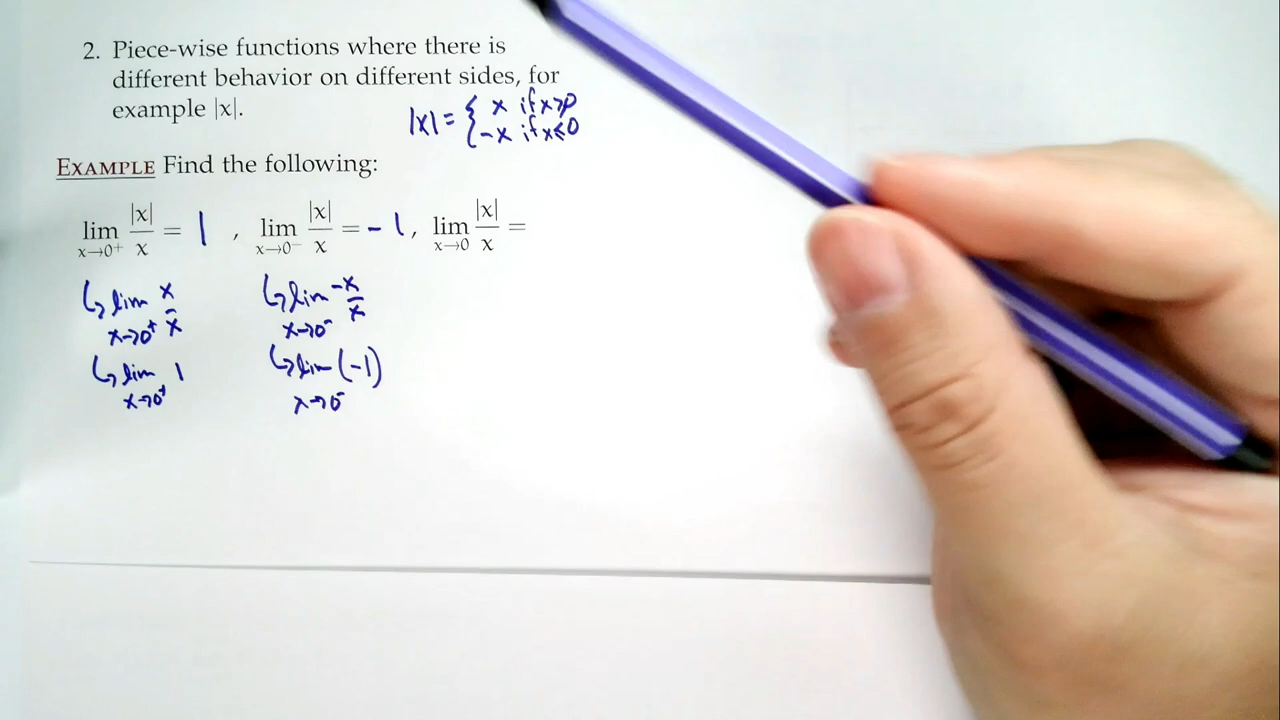 2. Piece-wise functions where there is
different behavior on different sides, for
example |x|.
|x| = { x if x>0
-x if x≤0
EXAMPLE Find the following:
lim x→0⁺ |x|/x = 1 , lim x→0⁻ |x|/x = -1, lim x→0 |x|/x =
↳ lim x→0⁺ x/x ↳ lim x→0⁻ -x/x
↳ lim x→0⁺ 1 ↳ lim x→0⁻ (-1)